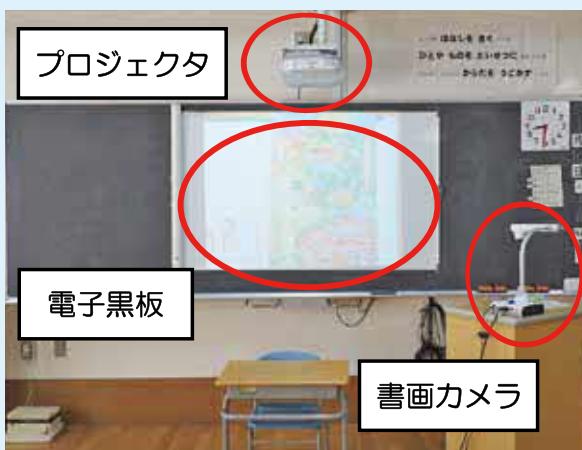 プロジェクタ
はなしを きく
ひとや ものを たいせつに
からだを うごかす
電子黒板
書画カメラ